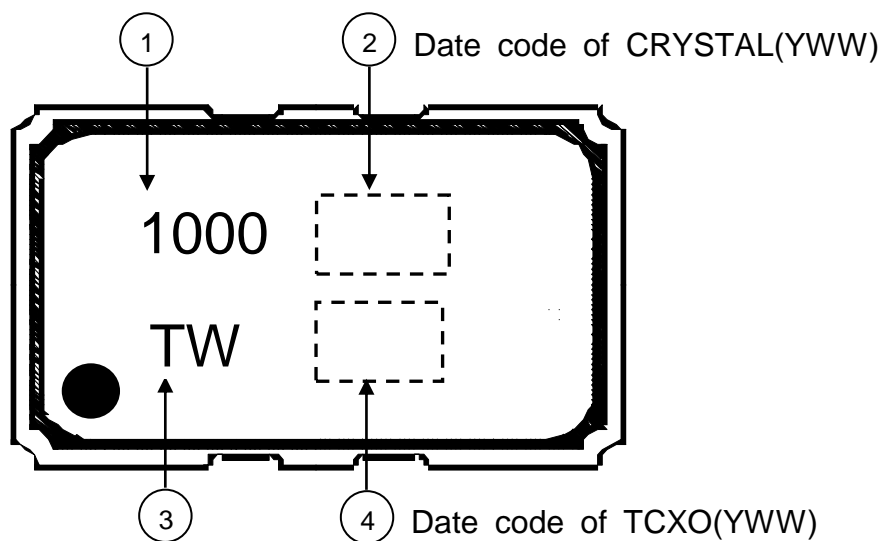 1
2 Date code of CRYSTAL(YWW)
1000
TW
3
4 Date code of TCXO(YWW)